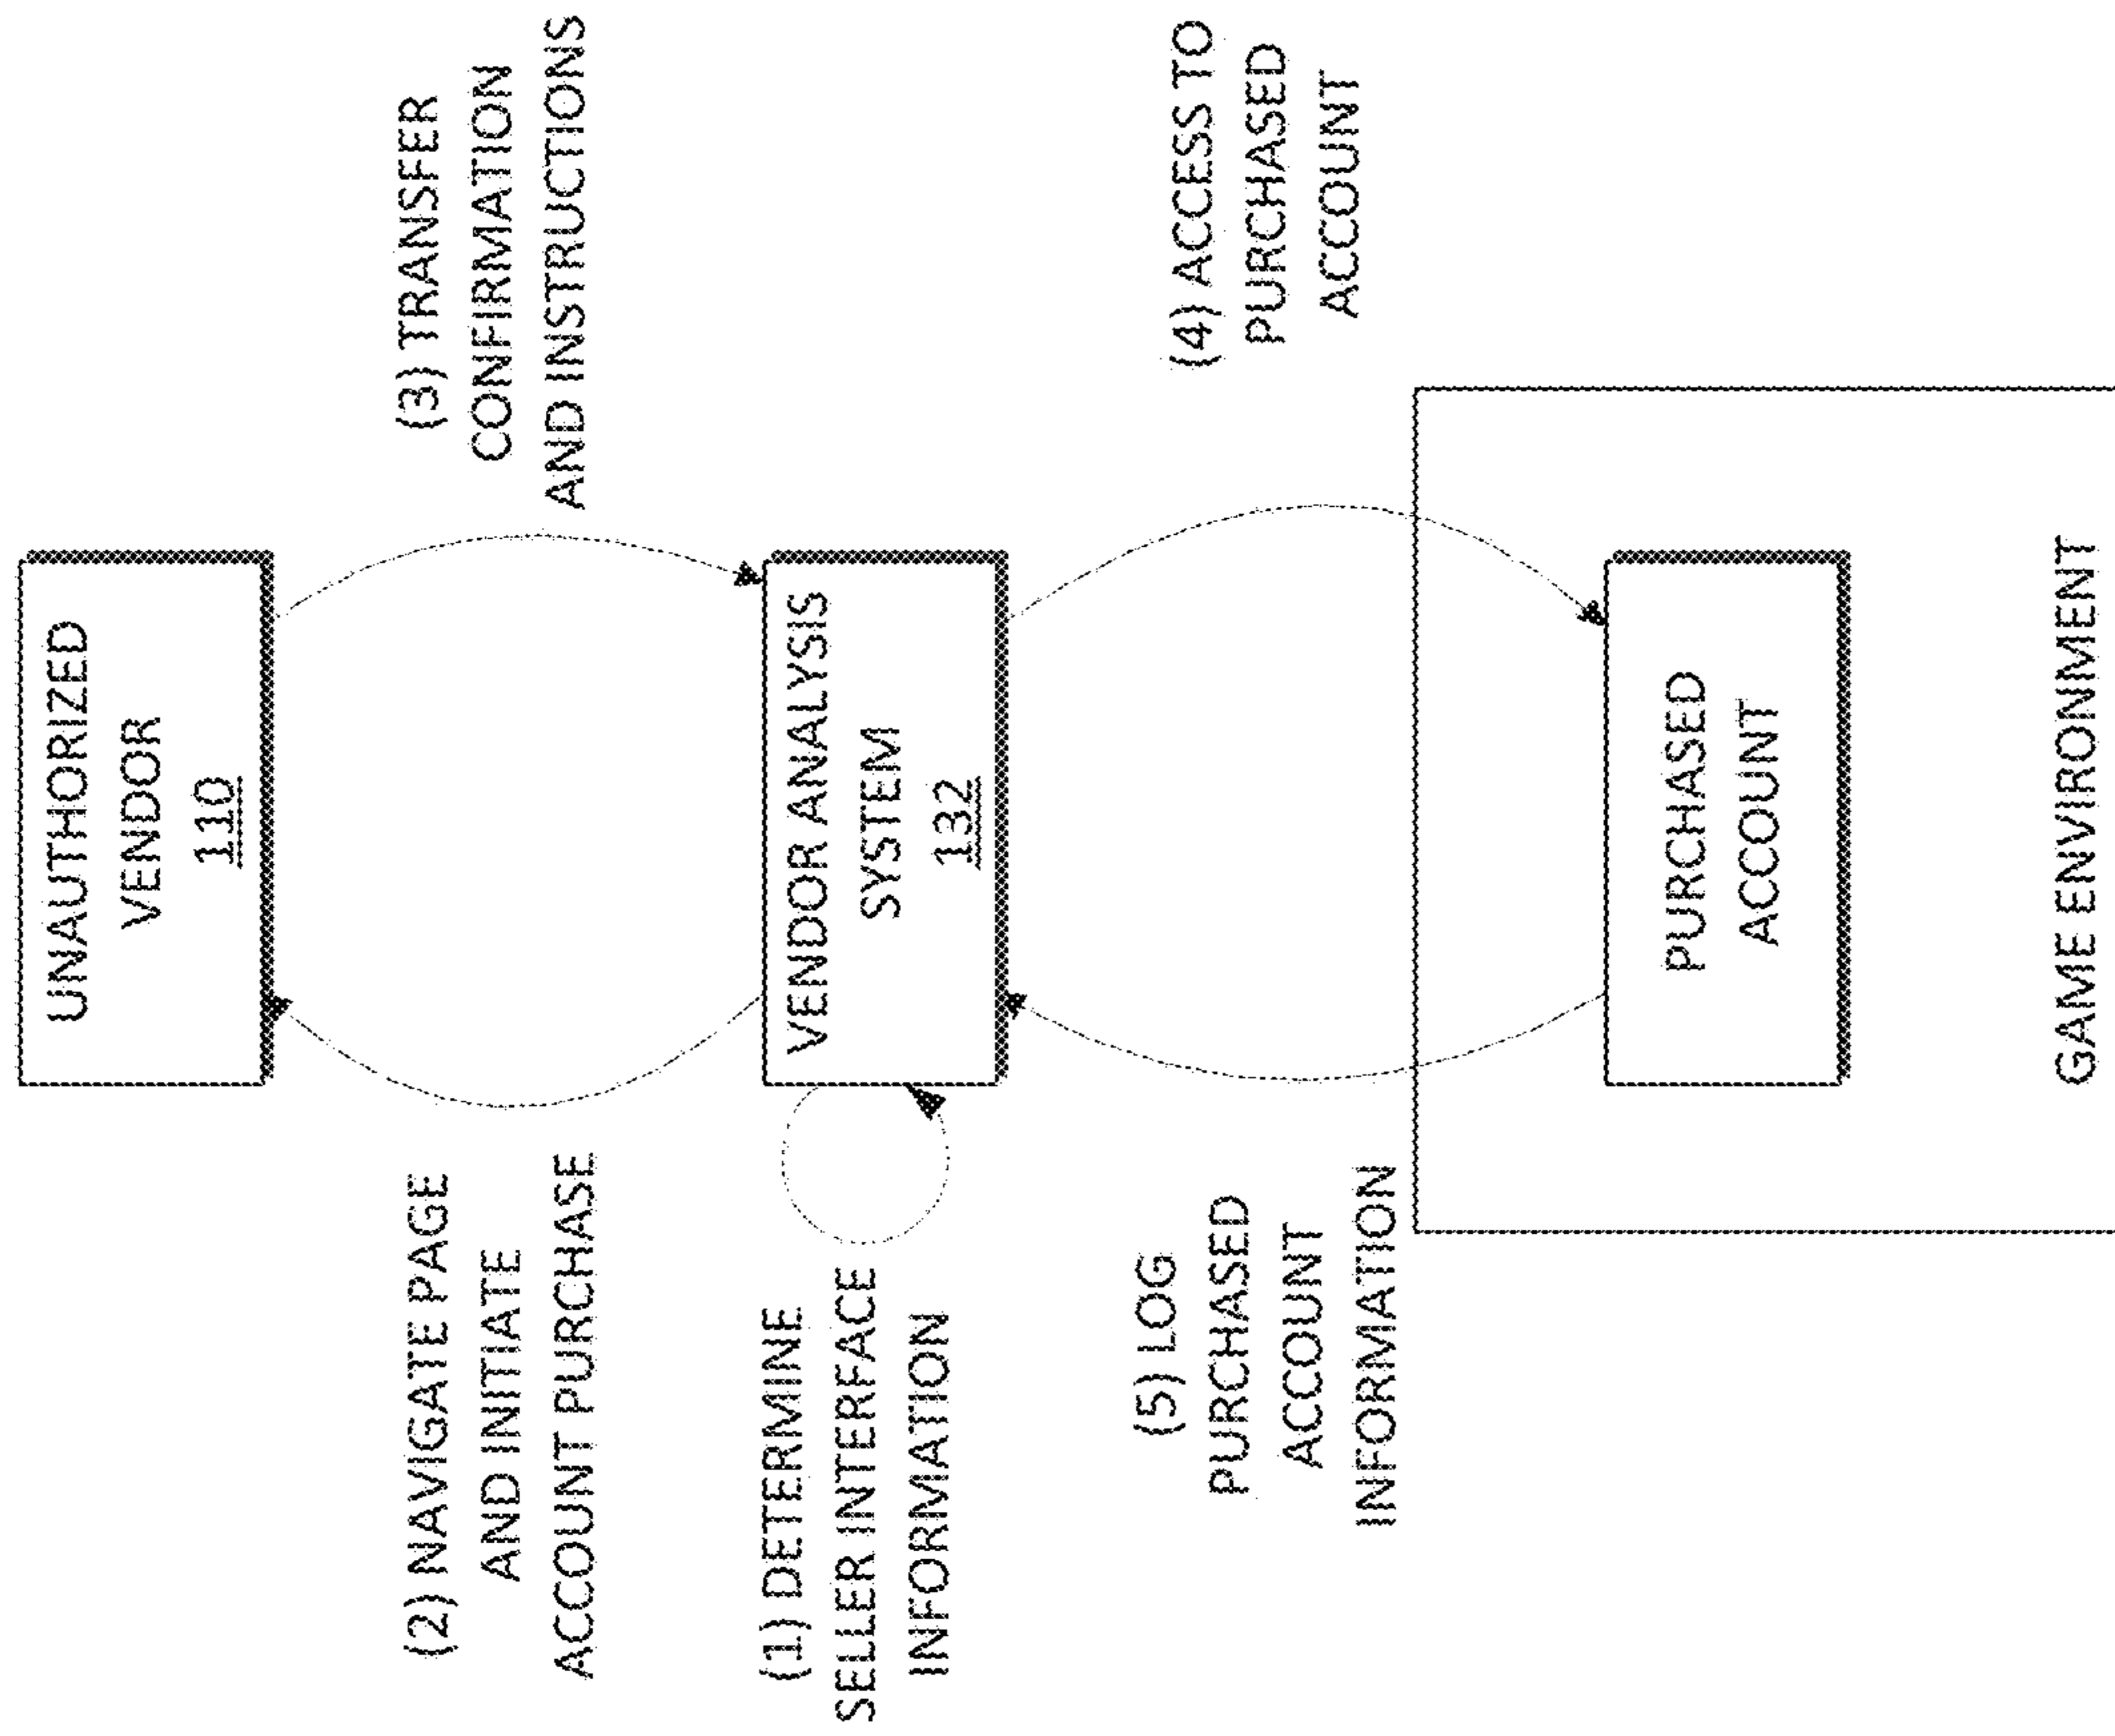 UNAUTHORIZED
VENDOR
110
(2) NAVIGATE PAGE
AND INITIATE
ACCOUNT PURCHASE
(3) TRANSFER
CONFIRMATION
AND INSTRUCTIONS
(1) DETERMINE
SELLER INTERFACE
INFORMATION
VENDOR ANALYSIS
SYSTEM
132
(5) LOG
PURCHASED
ACCOUNT
INFORMATION
(4) ACCESS TO
PURCHASED
ACCOUNT
PURCHASED
ACCOUNT
GAME ENVIRONMENT